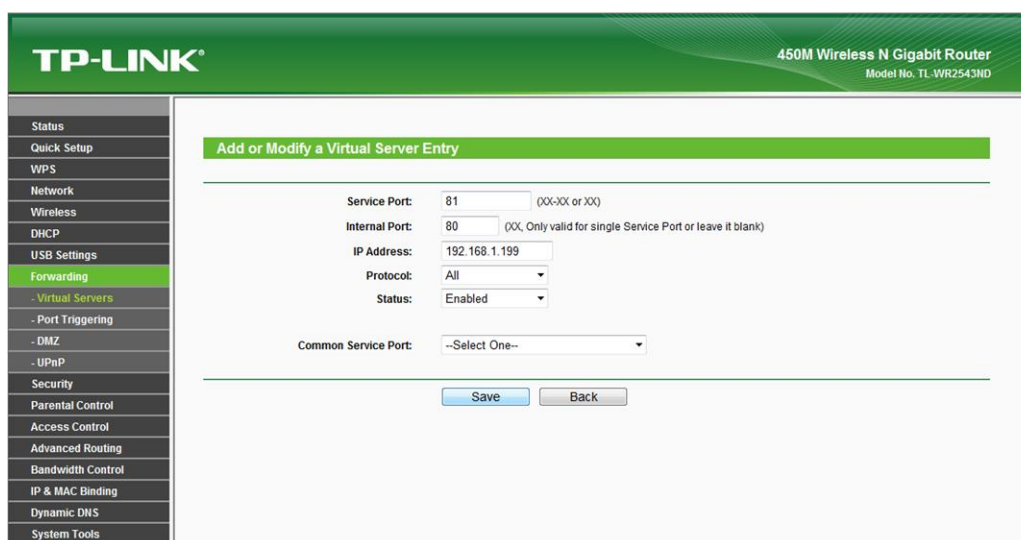 TP-LINK®
450M Wireless N Gigabit Router
Model No. TL-WR2543ND
Status
Quick Setup
WPS
Network
Wireless
DHCP
USB Settings
Forwarding
- Virtual Servers
- Port Triggering
- DMZ
- UPnP
Security
Parental Control
Access Control
Advanced Routing
Bandwidth Control
IP & MAC Binding
Dynamic DNS
System Tools
Add or Modify a Virtual Server Entry
Service Port: 81 (XX-XX or XX)
Internal Port: 80 (XX, Only valid for single Service Port or leave it blank)
IP Address: 192.168.1.199
Protocol: All
Status: Enabled
Common Service Port: --Select One--
Save Back